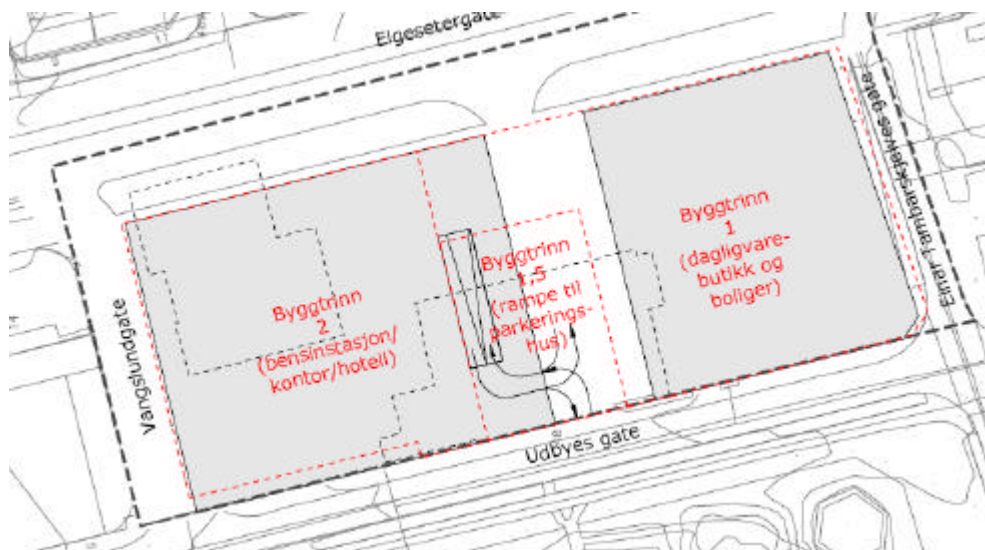 Elgesetergate
Einar Tambarskjelves gate
Byggtrinn
1
(dagligvare-
butikk og
boliger)
Byggtrinn
1,5
(rampe til
parkerings-
hus)
Byggtrinn
2
(bensinstasjon/
kontor/hotell)
Vangslundgate
Udbyes gate